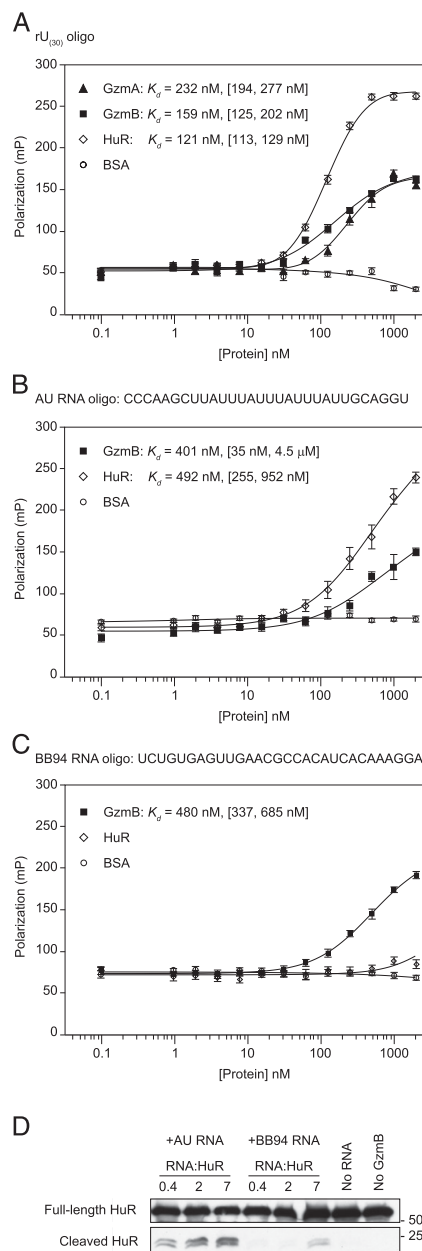 A
rU(30) oligo
300
250
200
150
100
50
0
Polarization (mP)
GzmA: Kd = 232 nM, [194, 277 nM]
GzmB: Kd = 159 nM, [125, 202 nM]
HuR: Kd = 121 nM, [113, 129 nM]
BSA
0.1 1 10 100 1000
[Protein] nM
B
AU RNA oligo: CCCAAGCUUAUUUAUUUAUUUAUUGCAGGU
300
250
200
150
100
50
0
Polarization (mP)
GzmB: Kd = 401 nM, [35 nM, 4.5 μM]
HuR: Kd = 492 nM, [255, 952 nM]
BSA
0.1 1 10 100 1000
[Protein] nM
C
BB94 RNA oligo: UCUGUGAGUUGAACGCCACAUCACAAAGGA
300
250
200
150
100
50
0
Polarization (mP)
GzmB: Kd = 480 nM, [337, 685 nM]
HuR
BSA
0.1 1 10 100 1000
[Protein] nM
D
+AU RNA +BB94 RNA
RNA:HuR RNA:HuR
0.4 2 7 0.4 2 7 No RNA No GzmB
Full-length HuR
- 50
- 25
Cleaved HuR